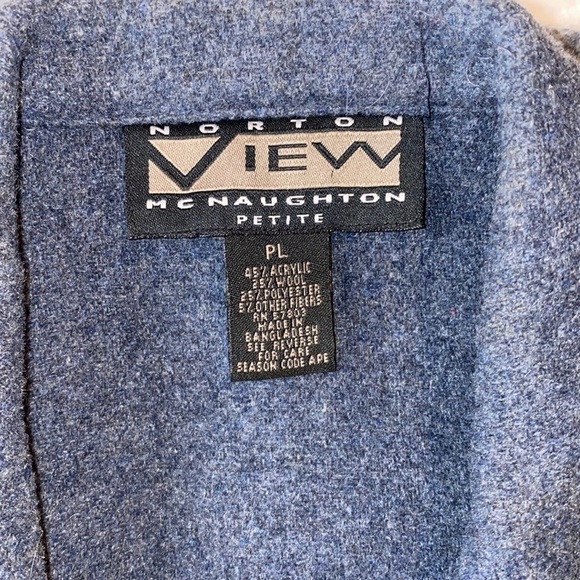 NORTON
VIEW
MCNAUGHTON
PETITE
PL
45% ACRYLIC
25% WOOL
25% POLYESTER
5% OTHER FIBERS
RN 57803
MADE IN
BANGLADESH
SEE REVERSE
FOR CARE
SEASON CODE APE